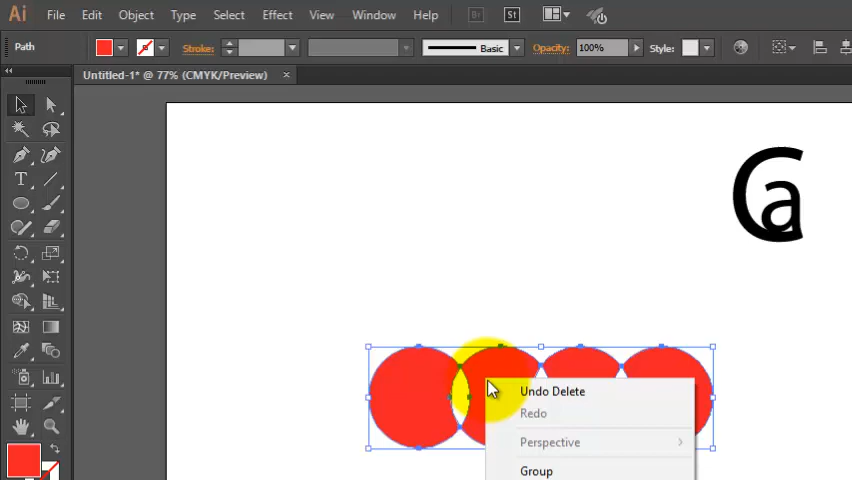 Ai File Edit Object Type Select Effect View Window Help Br St
Path Stroke: Basic Opacity: 100% Style:
Untitled-1* @ 77% (CMYK/Preview) ×
T
Ca
Undo Delete
Redo
Perspective
Group